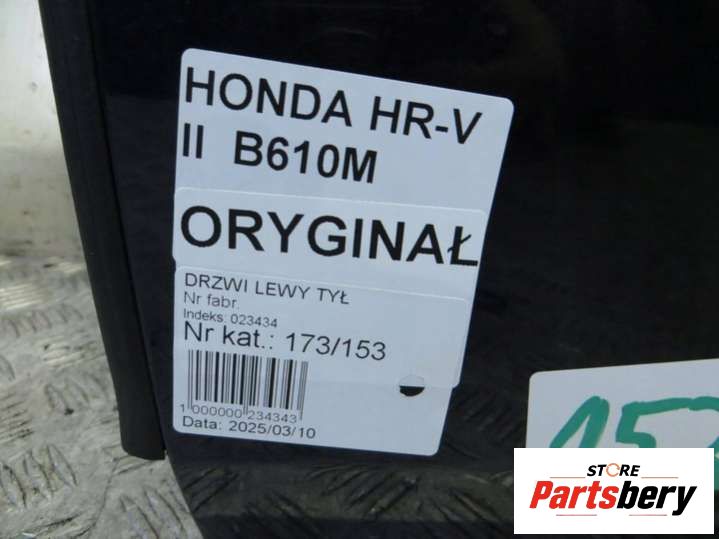 HONDA HR-V
II B610M
ORYGINAŁ
DRZWI LEWY TYŁ
Nr fabr.
Indeks: 023434
Nr kat.: 173/153
1 000000 234343
Data: 2025/03/10
STORE
Partsbery